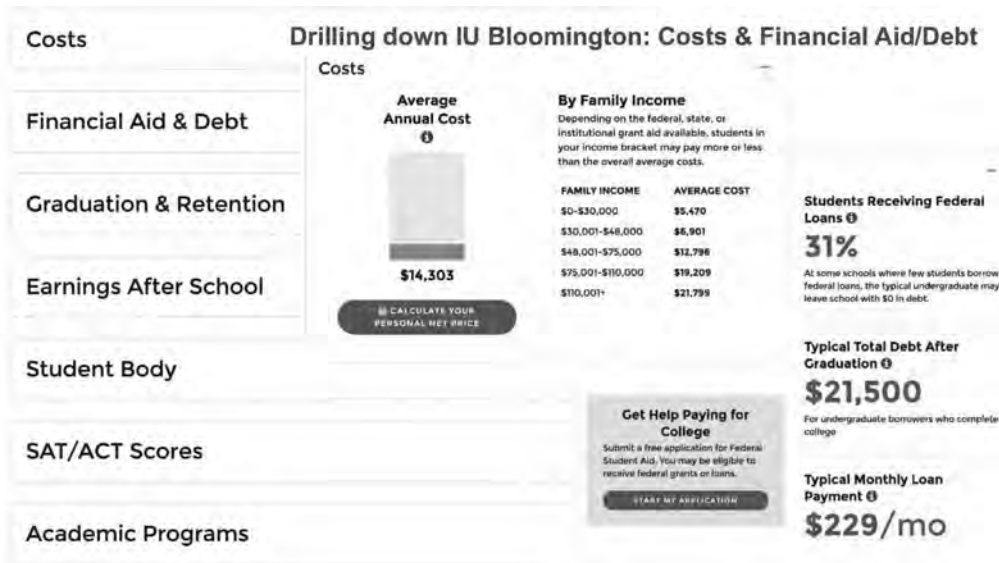 Drilling down IU Bloomington: Costs & Financial Aid/Debt
Costs
Financial Aid & Debt
Graduation & Retention
Earnings After School
Student Body
SAT/ACT Scores
Academic Programs
Costs
Average
Annual Cost
$14,303
CALCULATE YOUR
PERSONAL NET PRICE
By Family Income
Depending on the federal, state, or
institutional grant aid available, students in
your income bracket may pay more or less
than the overall average costs.
FAMILY INCOME AVERAGE COST
$0-$30,000 $5,470
$30,001-$48,000 $6,901
$48,001-$75,000 $12,796
$75,001-$110,000 $19,209
$110,001+ $21,799
Get Help Paying for
College
Submit a free application for Federal
Student Aid. You may be eligible to
receive federal grants or loans.
START MY APPLICATION
Students Receiving Federal
Loans
31%
At some schools where few students borrow
federal loans, the typical undergraduate may
leave school with $0 in debt.
Typical Total Debt After
Graduation
$21,500
For undergraduate borrowers who complete
college
Typical Monthly Loan
Payment
$229/mo